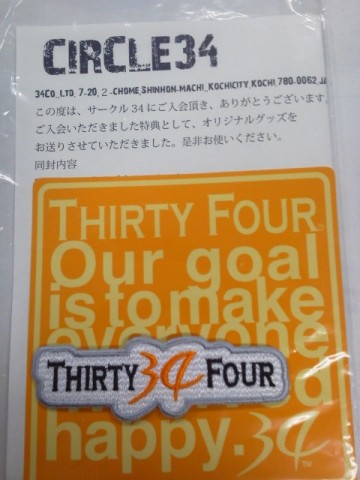 CIRCLE34
34CO.,LTD, 7-20, 2-CHOME,SHINHON-MACHI, KOCHICITY,KOCHI,780-0062,JA
この度は、サークル34にご入会頂き、ありがとうございます。
ご入会いただきました特典として、オリジナルグッズを
お送りさせていただきました。是非お使いください。
同封内容
THIRTY FOUR
Our goal
is to make
everyone
THIRTY 34 FOUR
happy. 34